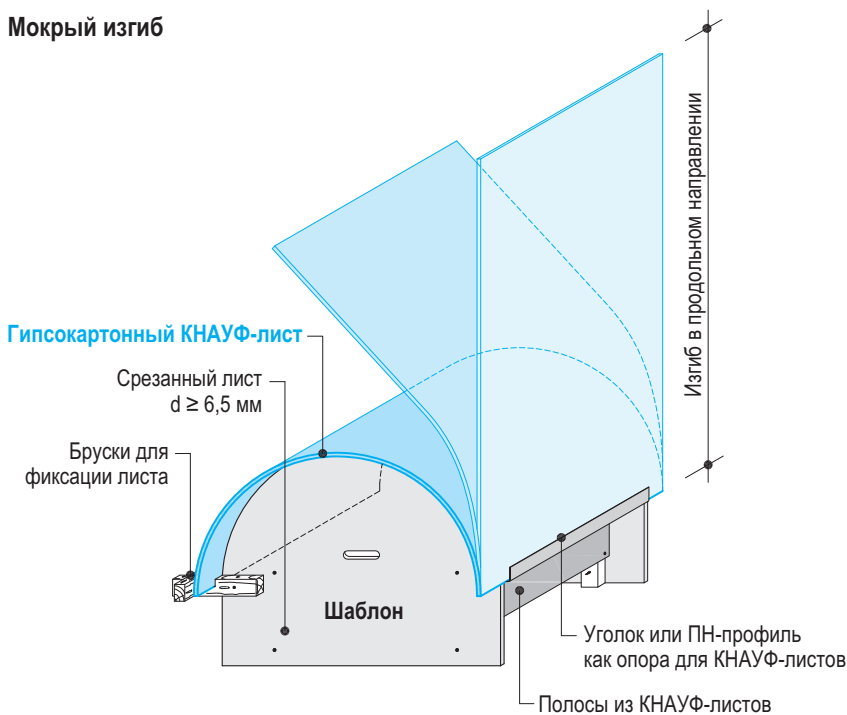 Мокрый изгиб
Изгиб в продольном направлении
Гипсокартонный КНАУФ-лист
Срезанный лист
d ≥ 6,5 мм
Бруски для
фиксации листа
Шаблон
Уголок или ПН-профиль
как опора для КНАУФ-листов
Полосы из КНАУФ-листов